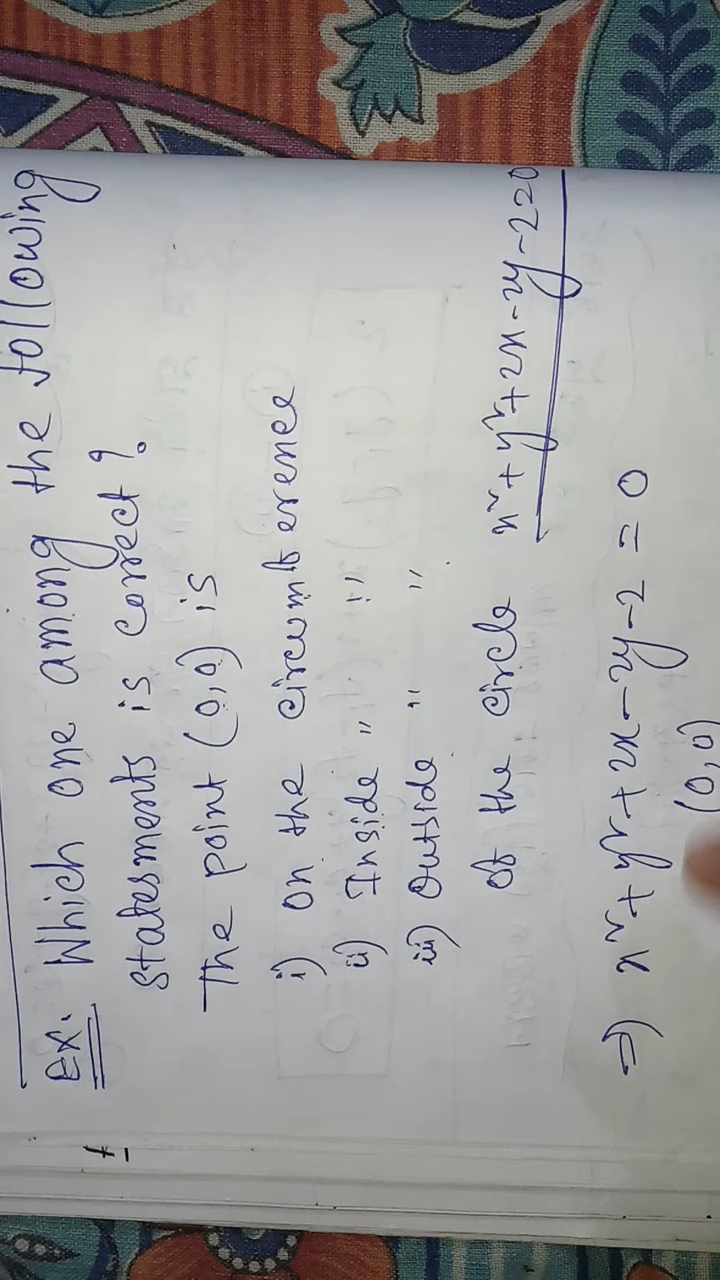 Ex. Which one among the following
statesments is correct?
The point (0,0) is
i) on the circumference
ii) Inside " "
iii) Outside " "
of the circle x²+y²+2x-2y-2=0
⇒) x²+y²+2x-2y-2=0
(0,0)